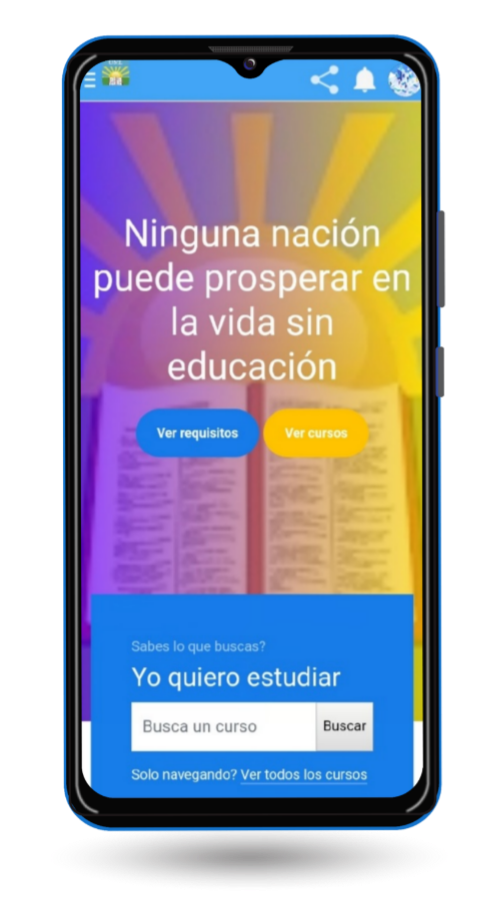 Ninguna nación
puede prosperar en
la vida sin
educación
Ver requisitos
Ver cursos
Sabes lo que buscas?
Yo quiero estudiar
Busca un curso
Buscar
Solo navegando? Ver todos los cursos